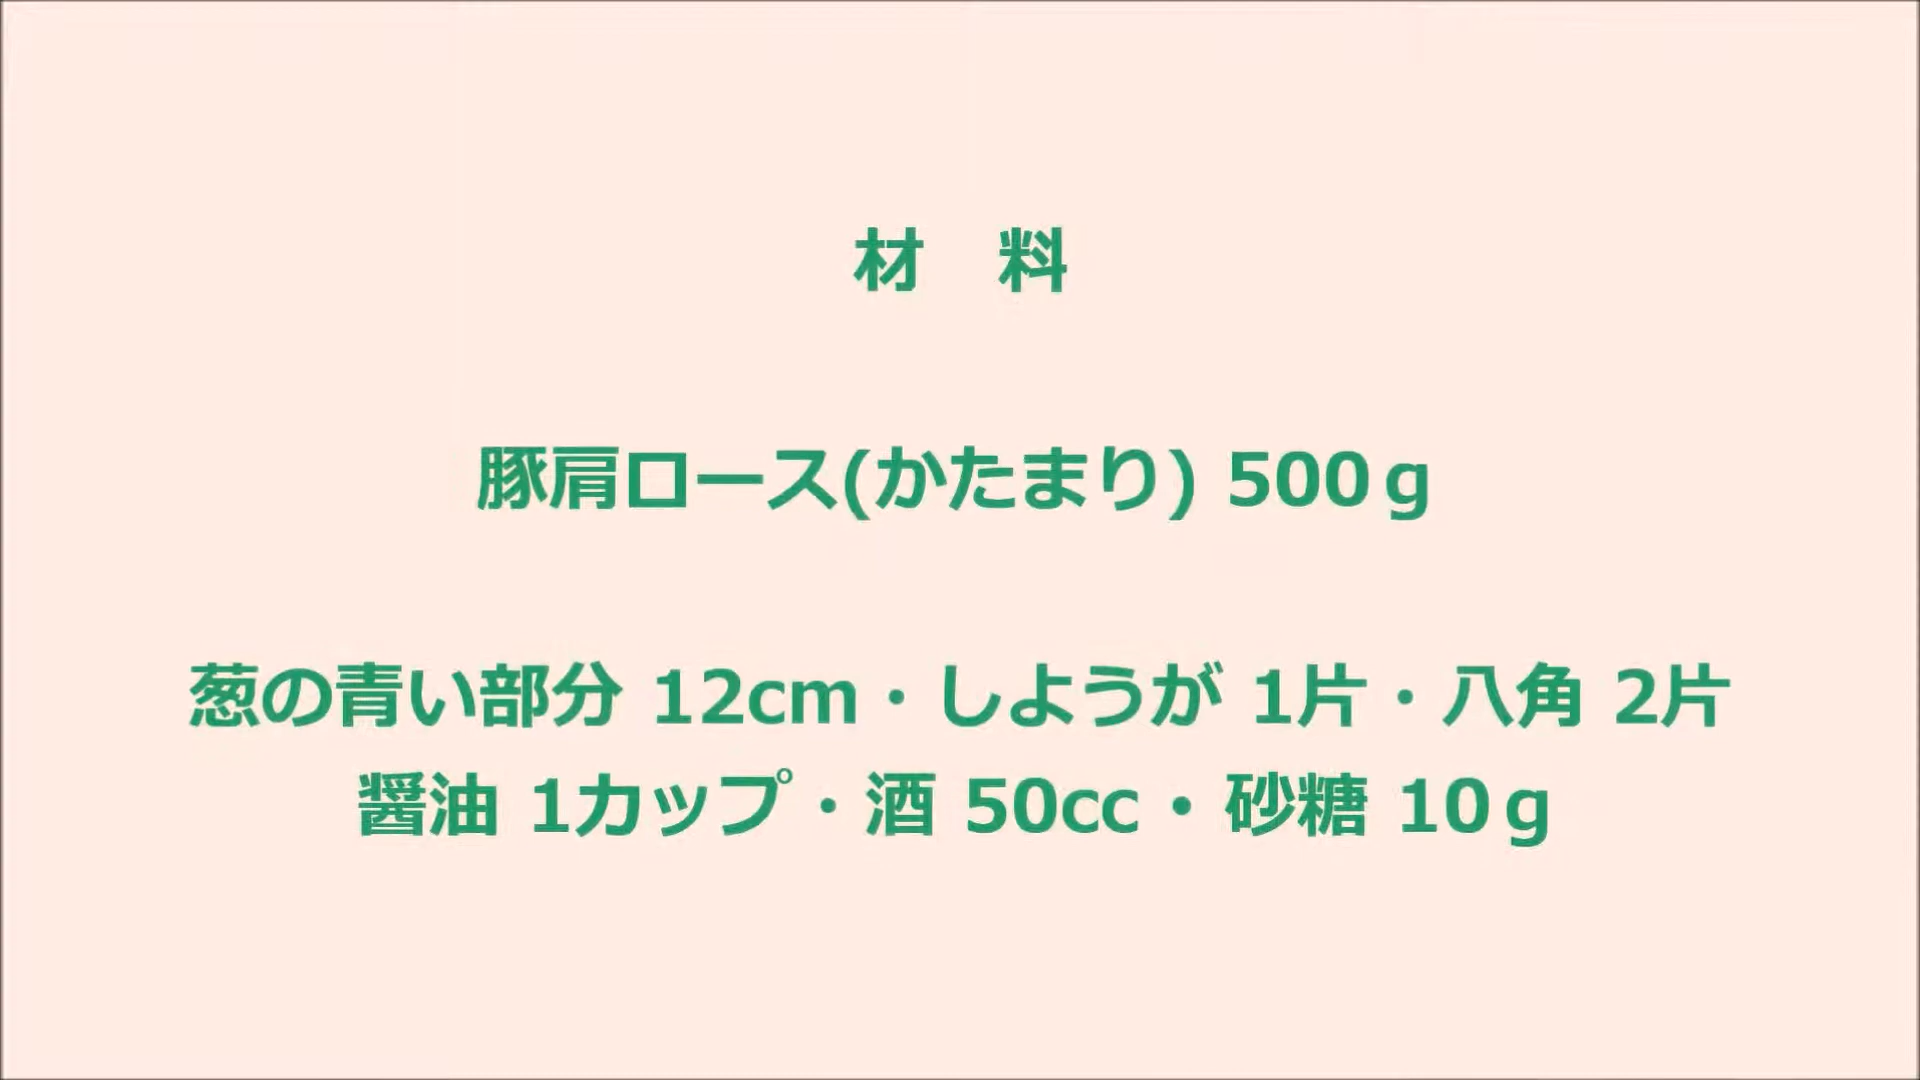 材　料
豚肩ロース(かたまり) 500ｇ
葱の青い部分 12cm・しようが 1片・八角 2片
醤油 1カップ・酒 50cc・砂糖 10ｇ